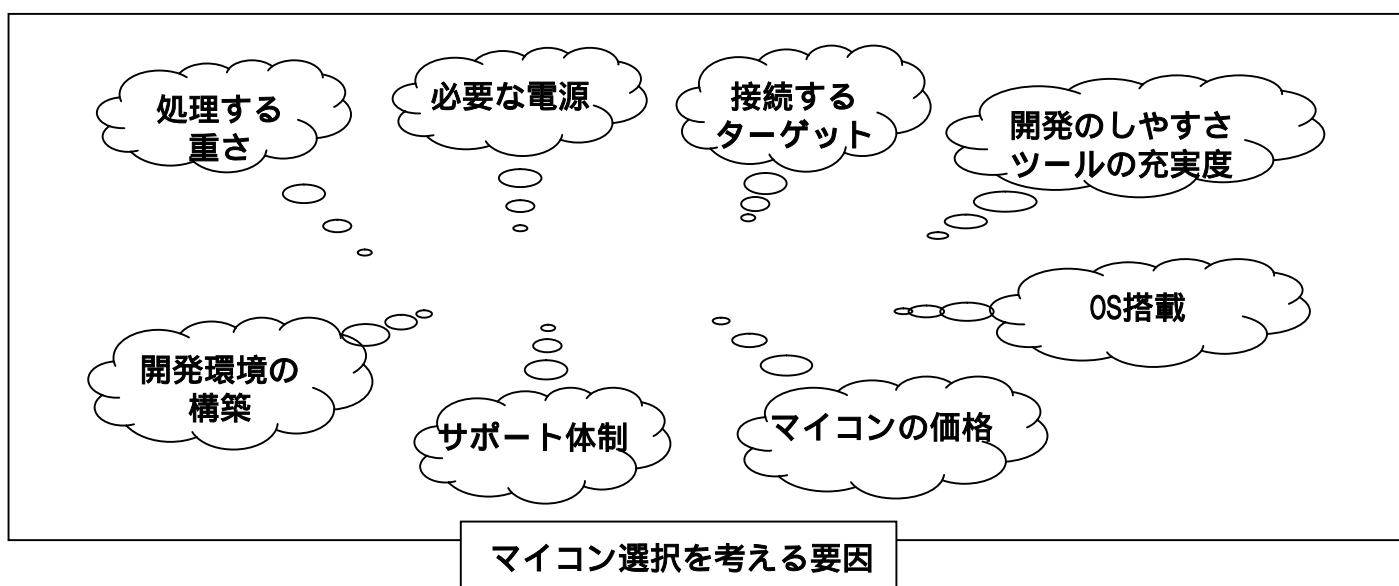 処理する
重さ
必要な電源
接続する
ターゲット
開発のしやすさ
ツールの充実度
OS搭載
開発環境の
構築
サポート体制
マイコンの価格
マイコン選択を考える要因